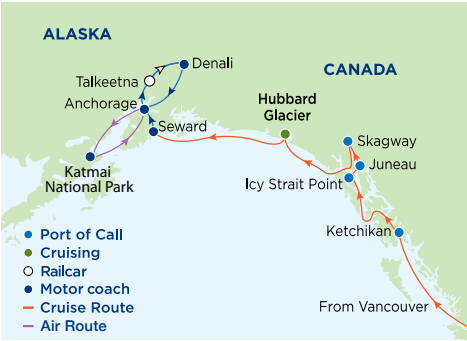 ALASKA
Denali
Talkeetna
CANADA
Anchorage
Hubbard
Glacier
Seward
Skagway
Juneau
Katmai
National Park
Icy Strait Point
Ketchikan
Port of Call
Cruising
Railcar
Motor coach
Cruise Route
Air Route
From Vancouver